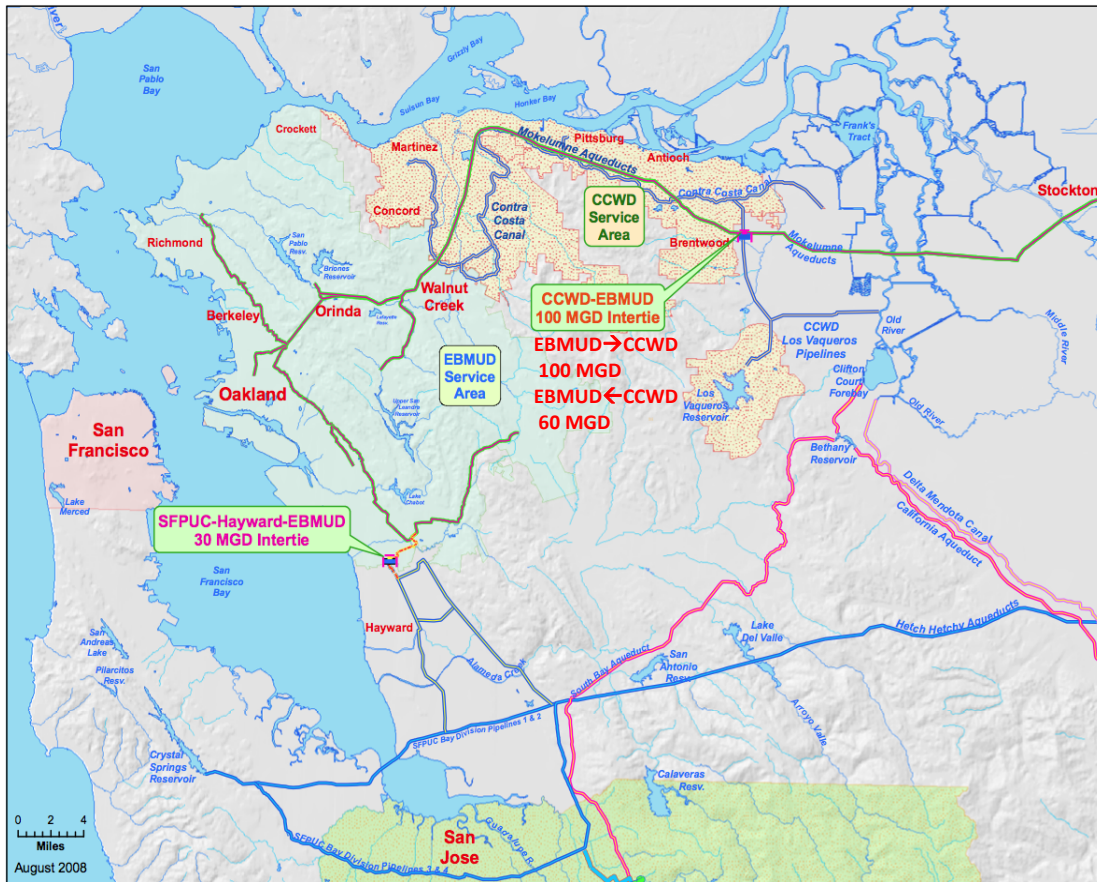 River
Grizzly Bay
San
Pablo
Bay
Suisun Bay
Honker Bay
Crockett
Martinez
Pittsburg
Mokelumne Aqueducts
Antioch
Frank's
Tract
Contra Costa Canal
Stockton
Concord
Contra
Costa
Canal
CCWD
Service
Area
Brentwood
Mokelumne
Aqueducts
Richmond
San
Pablo
Resv.
Briones
Reservoir
Walnut
Creek
Orinda
Lafayette
Resv.
Berkeley
CCWD-EBMUD
100 MGD Intertie
EBMUD→CCWD
100 MGD
EBMUD←CCWD
60 MGD
CCWD
Los Vaqueros
Pipelines
Old
River
Middle River
Clifton
Court
Forebay
EBMUD
Service
Area
Oakland
Upper San
Leandro
Reservoir
Los
Vaqueros
Reservoir
Old River
San
Francisco
Bethany
Reservoir
Lake
Merced
Lake
Chabot
Delta Mendota Canal
California Aqueduct
SFPUC-Hayward-EBMUD
30 MGD Intertie
San
Francisco
Bay
Hayward
Hetch Hetchy Aqueducts
Lake
Del Valle
San
Andreas
Lake
Pilarcitos
Resv.
Alameda Creek
South Bay Aqueduct
San
Antonio
Resv.
Arroyo Valle
SFPUC Bay Division Pipelines 1 & 2
Crystal
Springs
Reservoir
Calaveras
Resv.
0 2 4
Miles
August 2008
SFPUC Bay Division Pipelines 3 & 4
San
Jose
Guadalupe R.